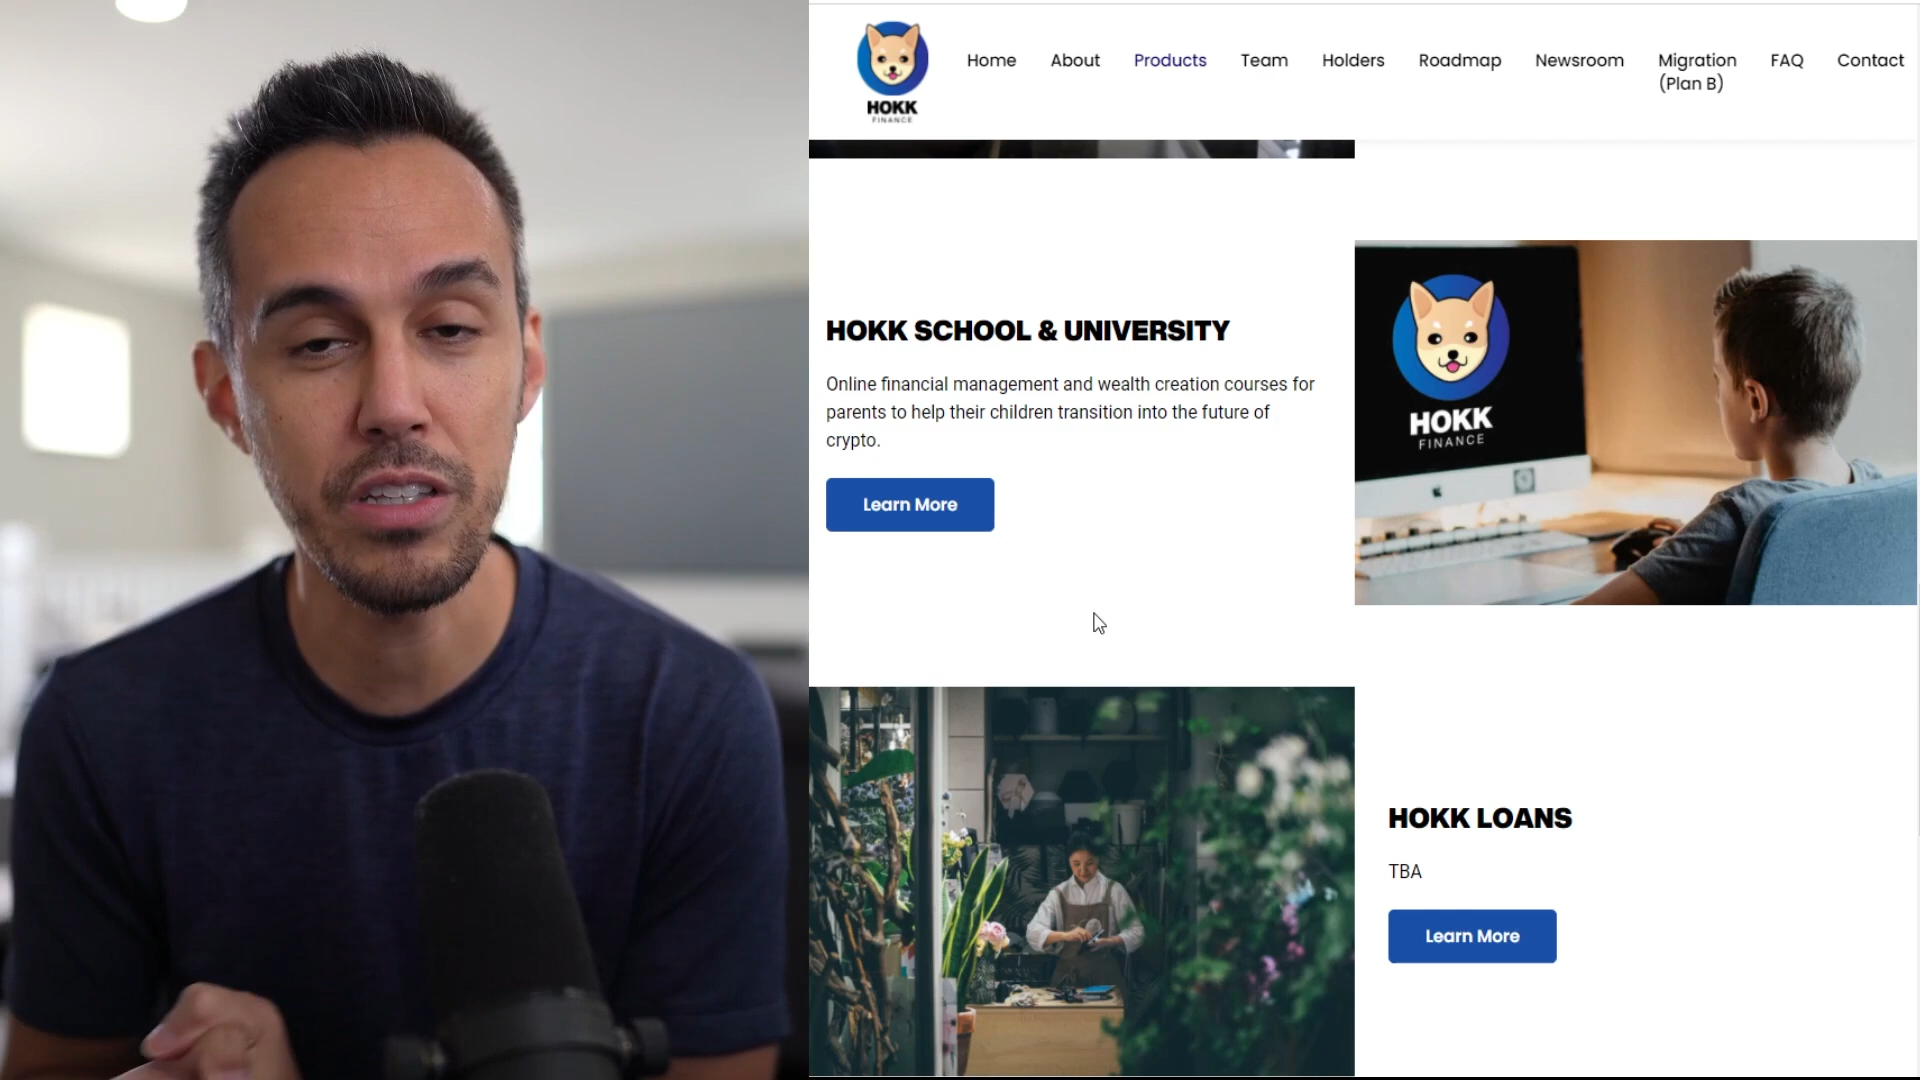 HOKK
FINANCE
Home
About
Products
Team
Holders
Roadmap
Newsroom
Migration
(Plan B)
FAQ
Contact
HOKK SCHOOL & UNIVERSITY
Online financial management and wealth creation courses for
parents to help their children transition into the future of
crypto.
Learn More
HOKK
FINANCE
HOKK LOANS
TBA
Learn More